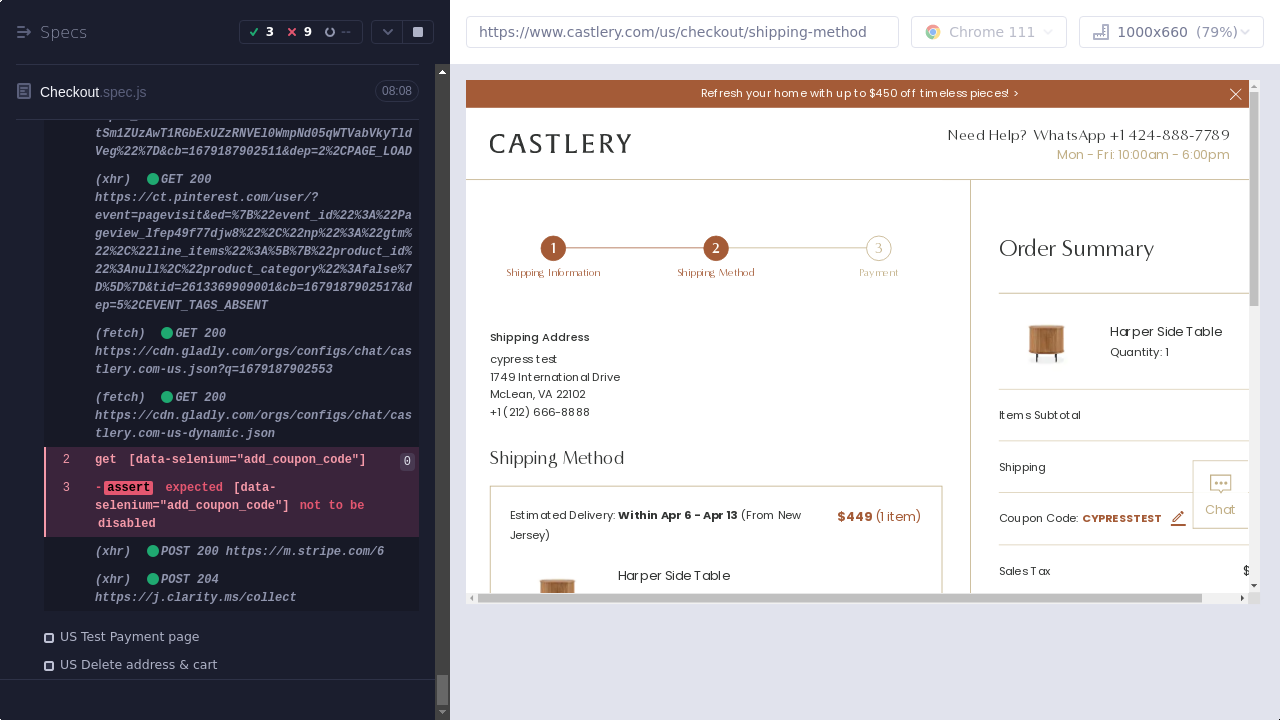 Specs
3
9
--
Checkout.spec.js
08:08
tSm1ZUzAwT1RGbExUZzRNVEl0WmpNd05qWTVabVkyTld
Veg%22%7D&cb=1679187902511&dep=2%2CPAGE_LOAD
(xhr) GET 200
https://ct.pinterest.com/user/?
event=pagevisit&ed=%7B%22event_id%22%3A%22Pa
geview_lfep49f77djw8%22%2C%22np%22%3A%22gtm%
22%2C%22line_items%22%3A%5B%7B%22product_id%
22%3Anull%2C%22product_category%22%3Afalse%7
D%5D%7D&tid=2613369909001&cb=1679187902517&d
ep=5%2CEVENT_TAGS_ABSENT
(fetch) GET 200
https://cdn.gladly.com/orgs/configs/chat/cas
tlery.com-us.json?q=1679187902553
(fetch) GET 200
https://cdn.gladly.com/orgs/configs/chat/cas
tlery.com-us-dynamic.json
2 get [data-selenium="add_coupon_code"] 0
3 -assert expected [data-
selenium="add_coupon_code"] not to be
disabled
(xhr) POST 200 https://m.stripe.com/6
(xhr) POST 204
https://j.clarity.ms/collect
US Test Payment page
US Delete address & cart
https://www.castlery.com/us/checkout/shipping-method
Chrome 111
1000x660 (79%)
Refresh your home with up to $450 off timeless pieces! >
CASTLERY
Need Help? WhatsApp +1 424-888-7789
Mon - Fri: 10:00am - 6:00pm
1
2
3
Shipping Information
Shipping Method
Payment
Shipping Address
cypress test
1749 International Drive
McLean, VA 22102
+1 (212) 666-8888
Shipping Method
Estimated Delivery: Within Apr 6 - Apr 13 (From New
Jersey)
$449 (1 item)
Harper Side Table
Order Summary
Harper Side Table
Quantity: 1
Items Subtotal
Shipping
Coupon Code: CYPRESSTEST
Chat
Sales Tax
$